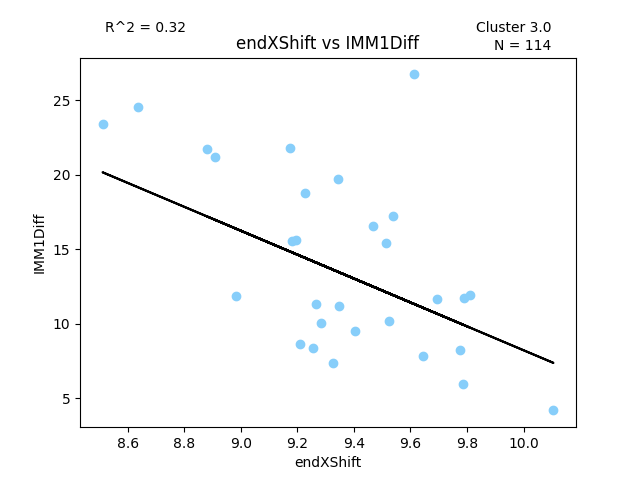 R^2 = 0.32
Cluster 3.0
N = 114
endXShift vs IMM1Diff
25
20
15
10
5
IMM1Diff
8.6 8.8 9.0 9.2 9.4 9.6 9.8 10.0
endXShift